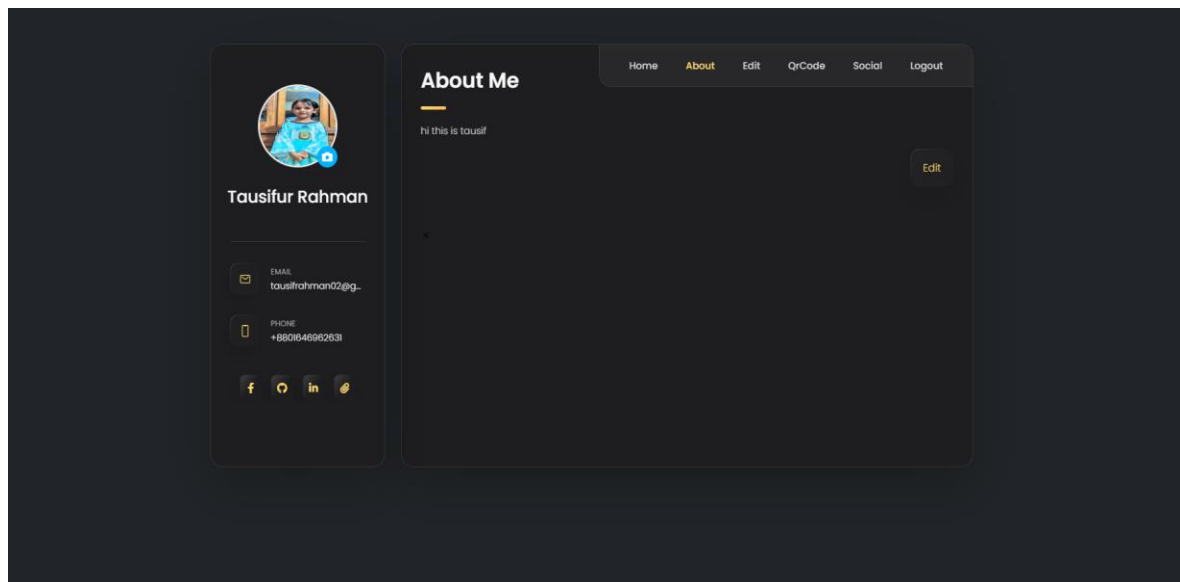 Tausifur Rahman
EMAIL
tausifrahman02@g...
PHONE
+8801646962631
Home About Edit QrCode Social Logout
About Me
hi this is tausif
Edit